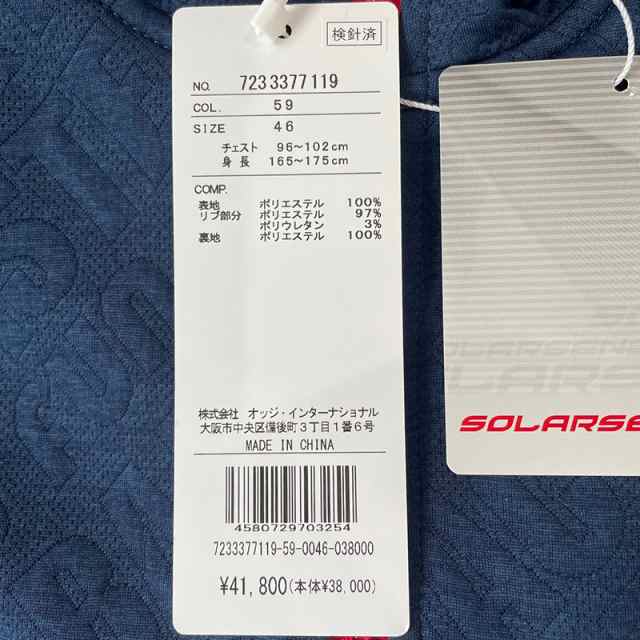 検針済
NO. 7233377119
COL. 59
SIZE 46
チェスト 96～102cm
身長 165～175cm
COMP.
表地 ポリエステル 100%
リブ部分 ポリエステル 97%
ポリウレタン 3%
裏地 ポリエステル 100%
株式会社 オッジ・インターナショナル
大阪市中央区備後町3丁目1番6号
MADE IN CHINA
4580729703254
7233377119-59-0046-038000
¥41,800(本体¥38,000)
SOLARSE